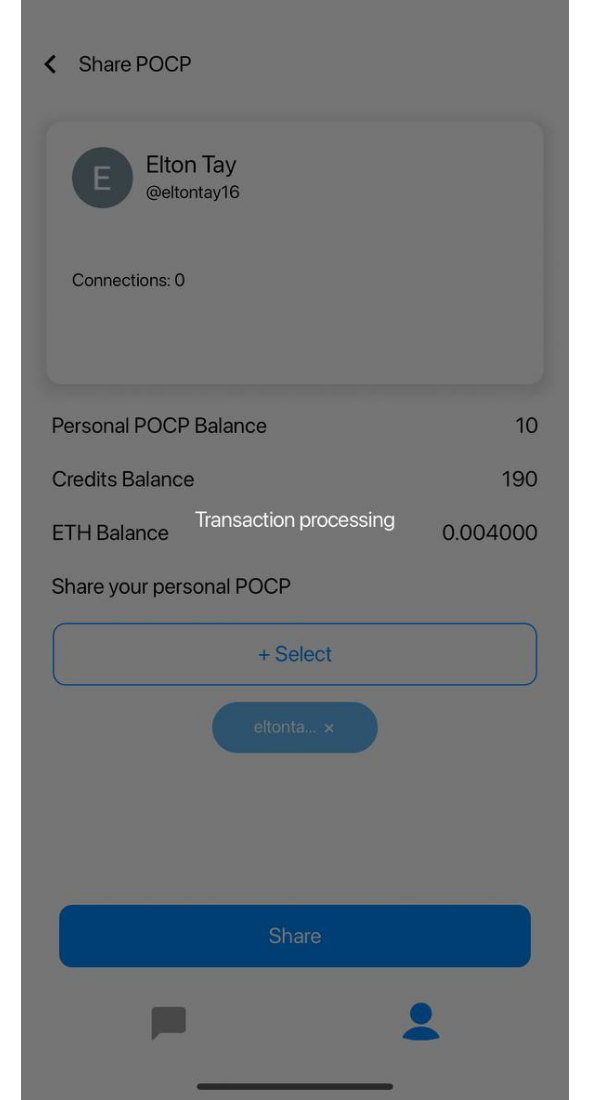 Share POCP
E
Elton Tay
@eltontay16
Connections: 0
Personal POCP Balance 10
Credits Balance 190
Transaction processing
ETH Balance 0.004000
Share your personal POCP
+ Select
eltonta... ×
Share